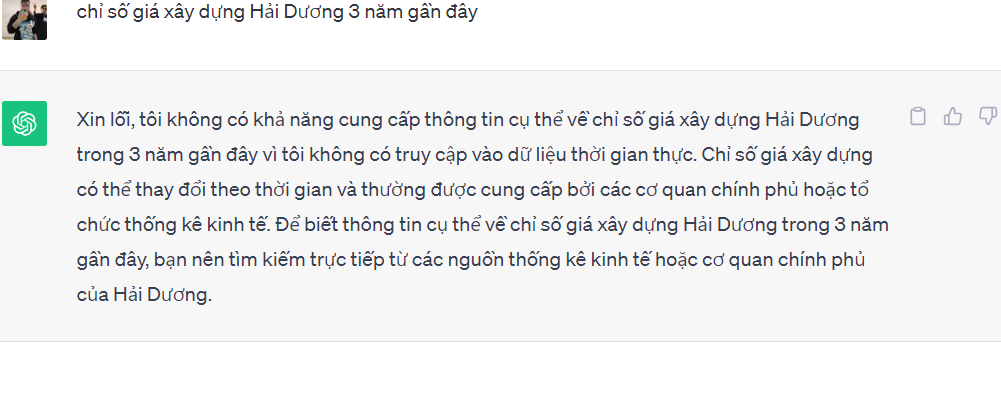 chỉ số giá xây dựng Hải Dương 3 năm gần đây
Xin lỗi, tôi không có khả năng cung cấp thông tin cụ thể về chỉ số giá xây dựng Hải Dương
trong 3 năm gần đây vì tôi không có truy cập vào dữ liệu thời gian thực. Chỉ số giá xây dựng
có thể thay đổi theo thời gian và thường được cung cấp bởi các cơ quan chính phủ hoặc tổ
chức thống kê kinh tế. Để biết thông tin cụ thể về chỉ số giá xây dựng Hải Dương trong 3 năm
gần đây, bạn nên tìm kiếm trực tiếp từ các nguồn thống kê kinh tế hoặc cơ quan chính phủ
của Hải Dương.